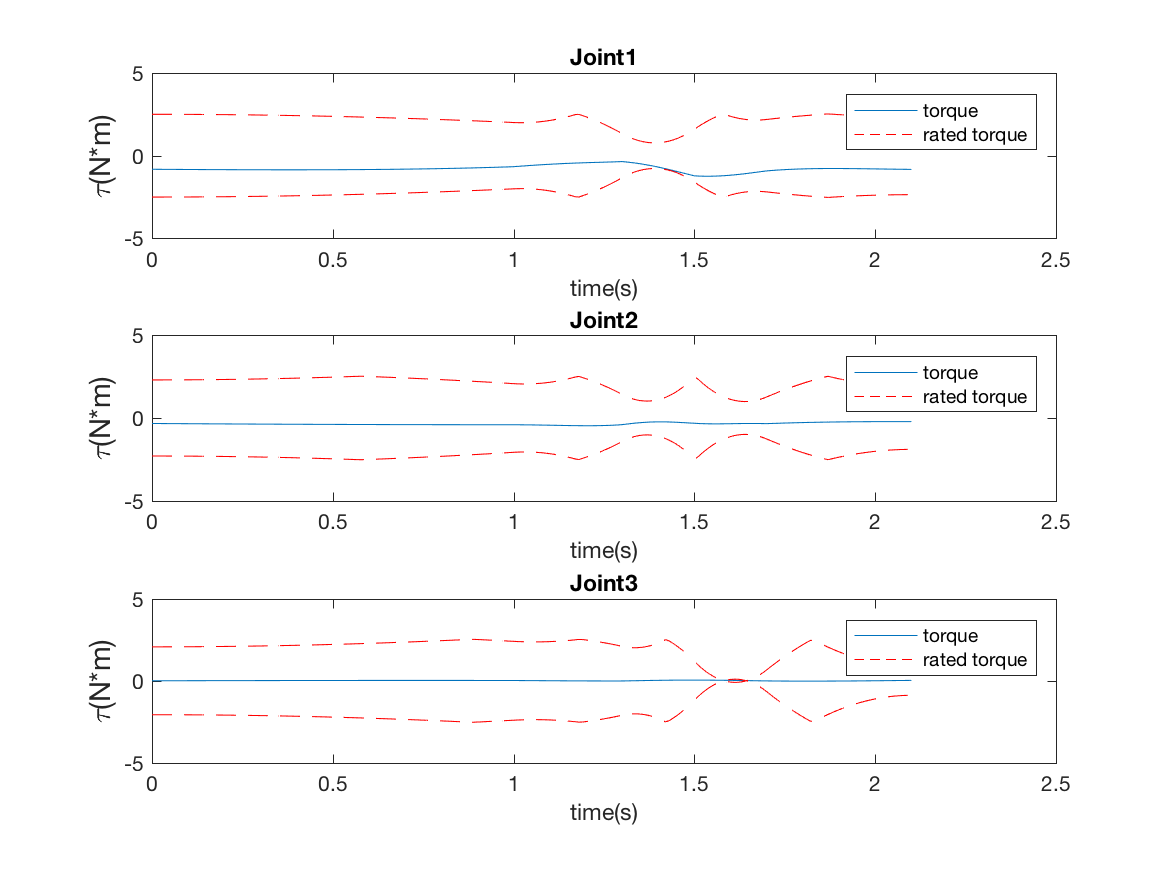 Joint1
5
0
-5
τ(N*m)
torque
rated torque
0 0.5 1 1.5 2 2.5
time(s)
Joint2
5
0
-5
τ(N*m)
torque
rated torque
0 0.5 1 1.5 2 2.5
time(s)
Joint3
5
0
-5
τ(N*m)
torque
rated torque
0 0.5 1 1.5 2 2.5
time(s)